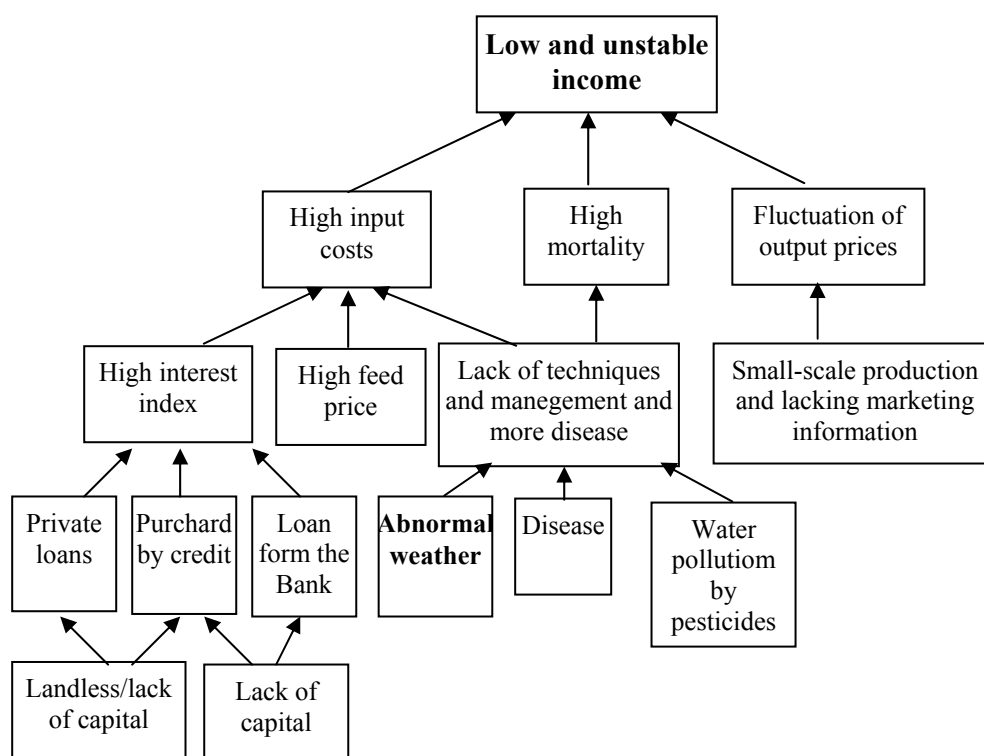 Low and unstable
income
High input
costs
High
mortality
Fluctuation of
output prices
High interest
index
High feed
price
Lack of techniques
and manegement and
more disease
Small-scale production
and lacking marketing
information
Private
loans
Purchard
by credit
Loan
form the
Bank
Abnormal
weather
Disease
Water
pollutiom
by
pesticides
Landless/lack
of capital
Lack of
capital